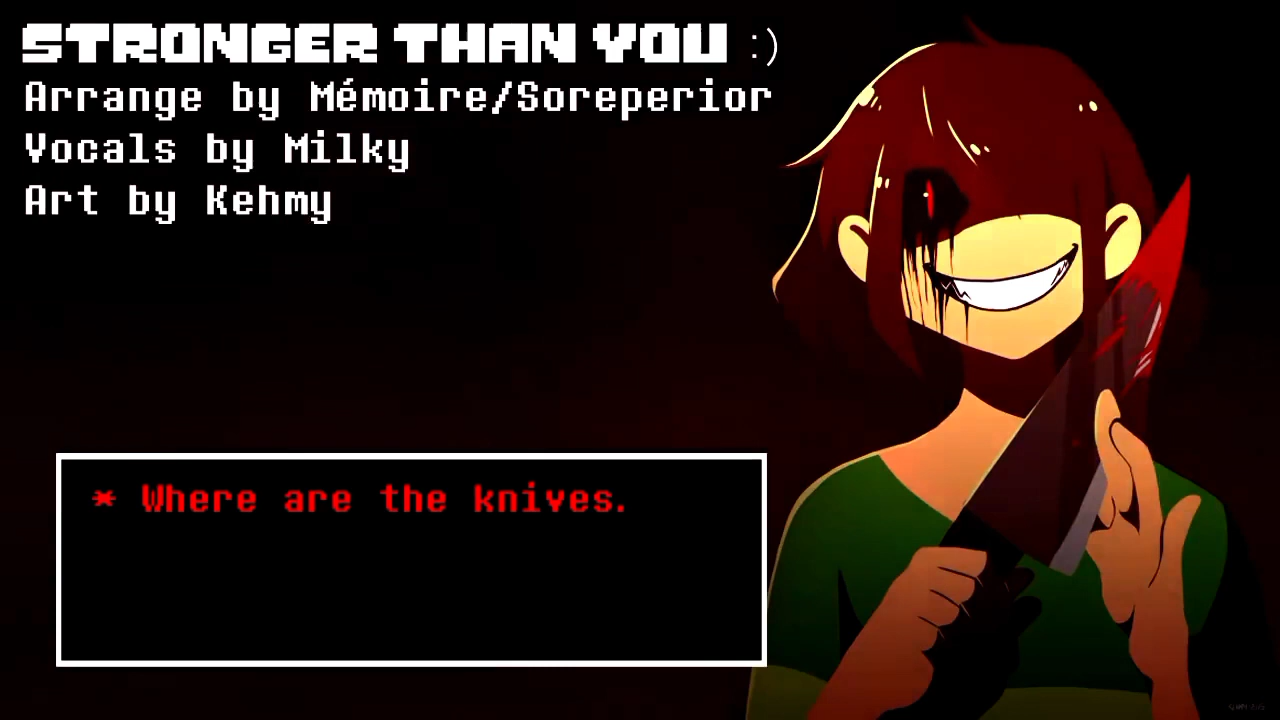 STRONGER THAN YOU :)
Arrange by Mémoire/Soreperior
Vocals by Milky
Art by Kehmy
* Where are the knives.